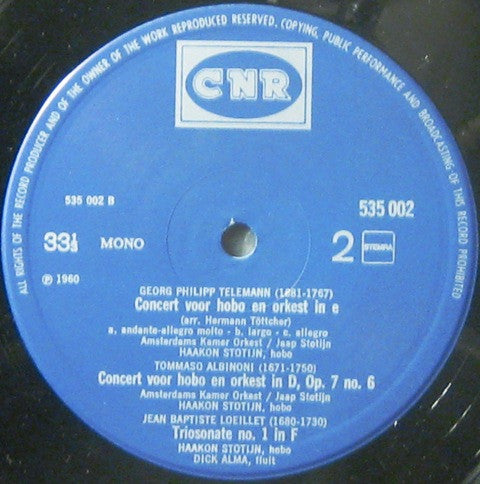 ALL RIGHTS OF THE RECORD PRODUCER AND OF THE OWNER OF THE WORK REPRODUCED RESERVED, COPYING, PUBLIC PERFORMANCE AND BROADCASTING OF THIS RECORD PROHIBITED
CNR
535 002 B
535 002
33⅓ MONO
2 STEMRA
℗ 1960
GEORG PHILIPP TELEMANN (1681-1767)
Concert voor hobo en orkest in e
(arr. Hermann Töttcher)
a. andante-allegro molto - b. largo - c. allegro
Amsterdams Kamer Orkest / Jaap Stotijn
HAAKON STOTIJN, hobo
TOMMASO ALBINONI (1671-1750)
Concert voor hobo en orkest in D, Op. 7 no. 6
Amsterdams Kamer Orkest / Jaap Stotijn
HAAKON STOTIJN, hobo
JEAN BAPTISTE LOEILLET (1680-1730)
Triosonate no. 1 in F
HAAKON STOTIJN, hobo
DICK ALMA, fluit